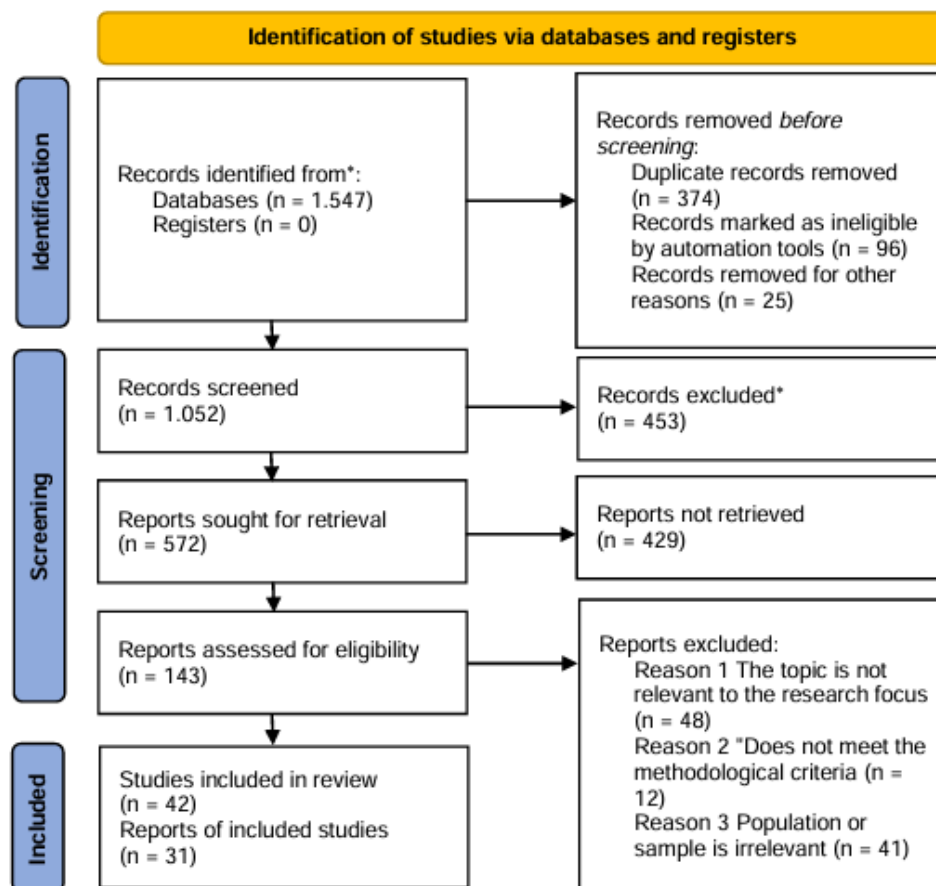 Identification of studies via databases and registers
Identification
Records identified from*:
Databases (n = 1.547)
Registers (n = 0)
Records removed before
screening:
Duplicate records removed
(n = 374)
Records marked as ineligible
by automation tools (n = 96)
Records removed for other
reasons (n = 25)
Screening
Records screened
(n = 1.052)
Records excluded*
(n = 453)
Reports sought for retrieval
(n = 572)
Reports not retrieved
(n = 429)
Reports assessed for eligibility
(n = 143)
Reports excluded:
Reason 1 The topic is not
relevant to the research focus
(n = 48)
Reason 2 "Does not meet the
methodological criteria (n =
12)
Reason 3 Population or
sample is irrelevant (n = 41)
Included
Studies included in review
(n = 42)
Reports of included studies
(n = 31)